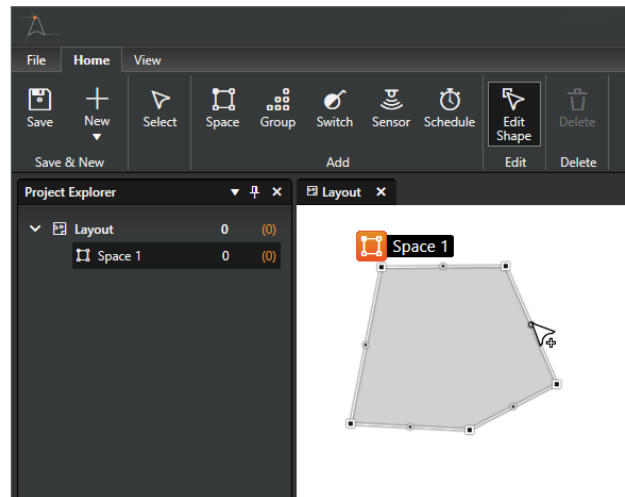 File Home View
Save New Select Space Group Switch Sensor Schedule Edit Shape Delete
Save & New Add Edit Delete
Project Explorer
Layout
Layout 0 (0)
Space 1 0 (0)
Space 1